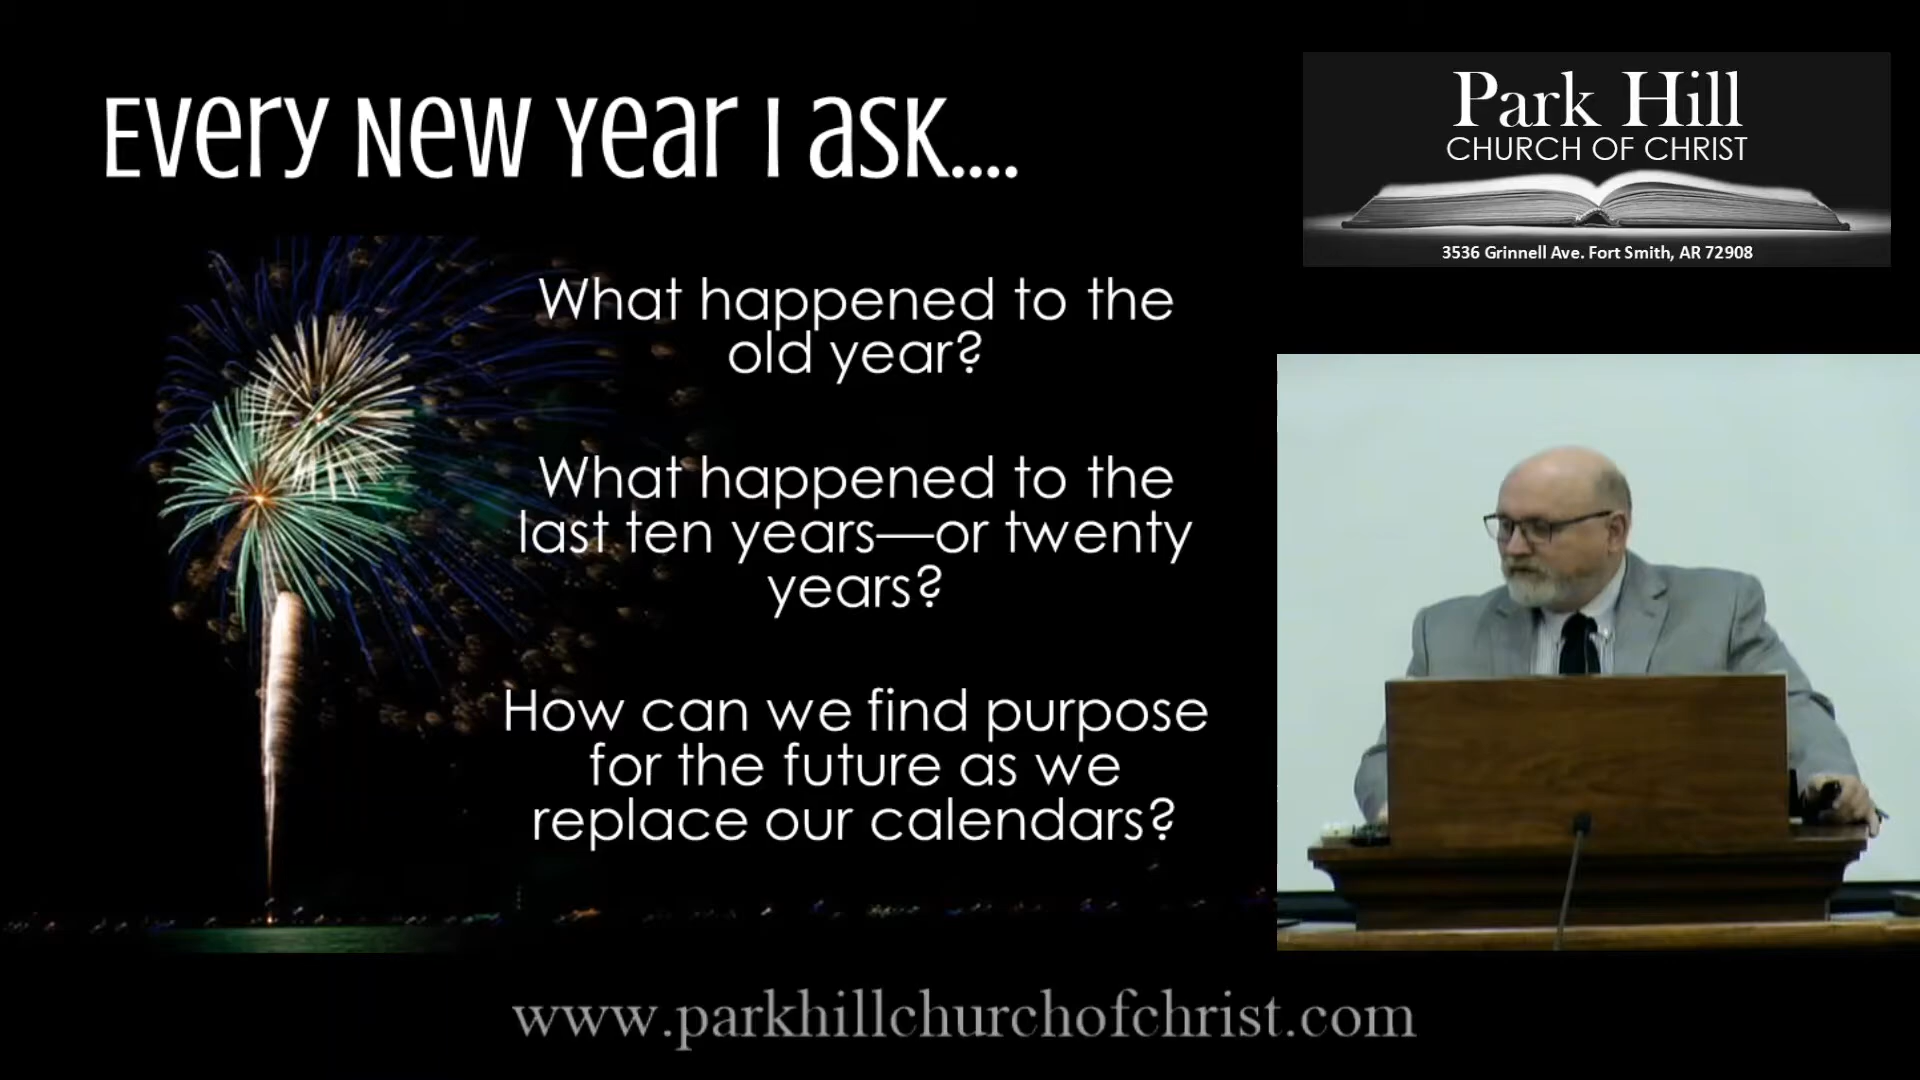 Every New Year I ask....
What happened to the
old year?
What happened to the
last ten years—or twenty
years?
How can we find purpose
for the future as we
replace our calendars?
Park Hill
CHURCH OF CHRIST
3536 Grinnell Ave. Fort Smith, AR 72908
www.parkhillchurchofchrist.com